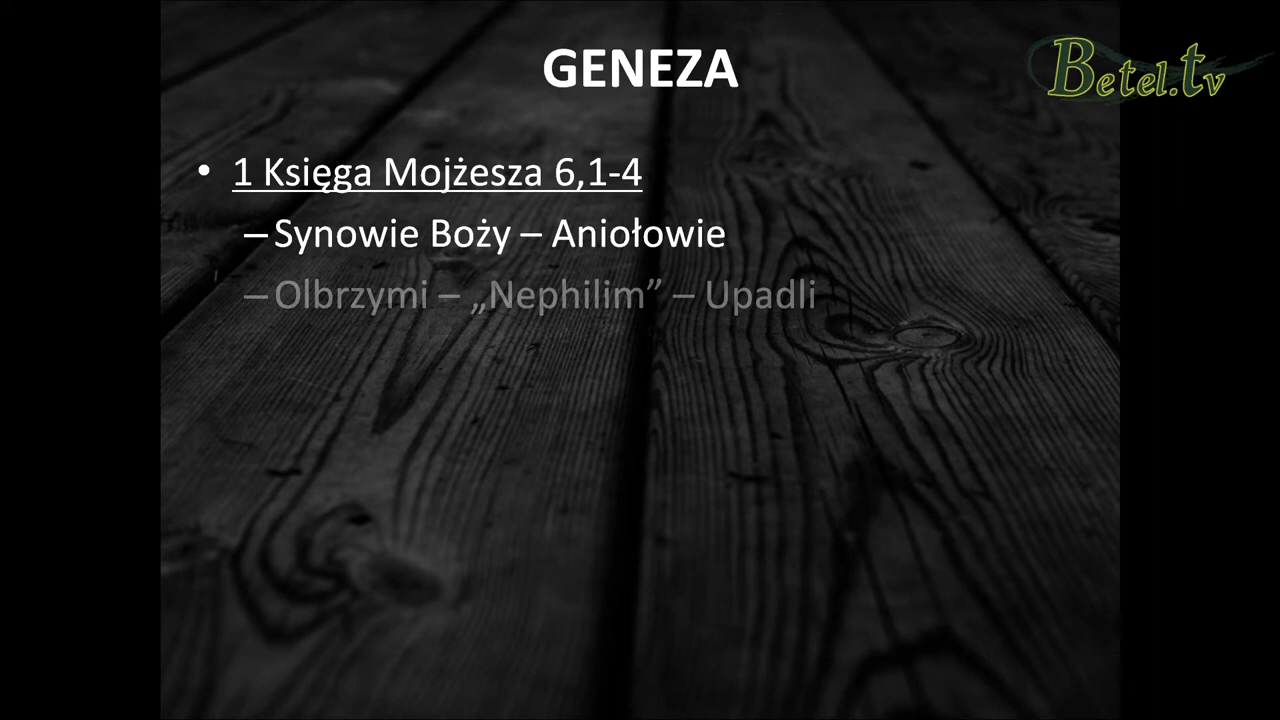 GENEZA
Betel.tv
• 1 Księga Mojżesza 6,1-4
– Synowie Boży – Aniołowie
– Olbrzymi – „Nephilim” – Upadli